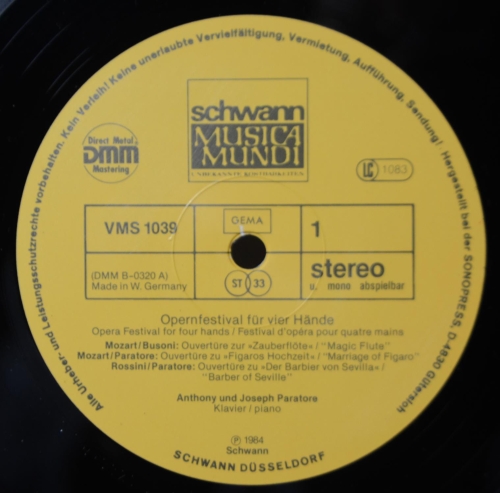 Alle Urheber- und Leistungsschutzrechte vorbehalten. Kein Verleih! Keine unerlaubte Vervielfältigung, Vermietung, Aufführung, Sendung! Hergestellt bei der SONOPRESS, D-4830 Gütersloh
schwann
MUSICA
MUNDI
UNBEKANNTE KOSTBARKEITEN
Direct Metal
DMM
Mastering
LC 1083
VMS 1039
GEMA
1
(DMM B-0320 A)
Made in W. Germany
ST 33
stereo
u. mono abspielbar
Opernfestival für vier Hände
Opera Festival for four hands / Festival d'opéra pour quatre mains
Mozart/Busoni: Ouvertüre zur »Zauberflöte« / "Magic Flute"
Mozart/Paratore: Ouvertüre zu »Figaros Hochzeit« / "Marriage of Figaro"
Rossini/Paratore: Ouvertüre zu »Der Barbier von Sevilla« /
"Barber of Seville"
Anthony und Joseph Paratore
Klavier / piano
Ⓟ 1984
Schwann
SCHWANN DÜSSELDORF